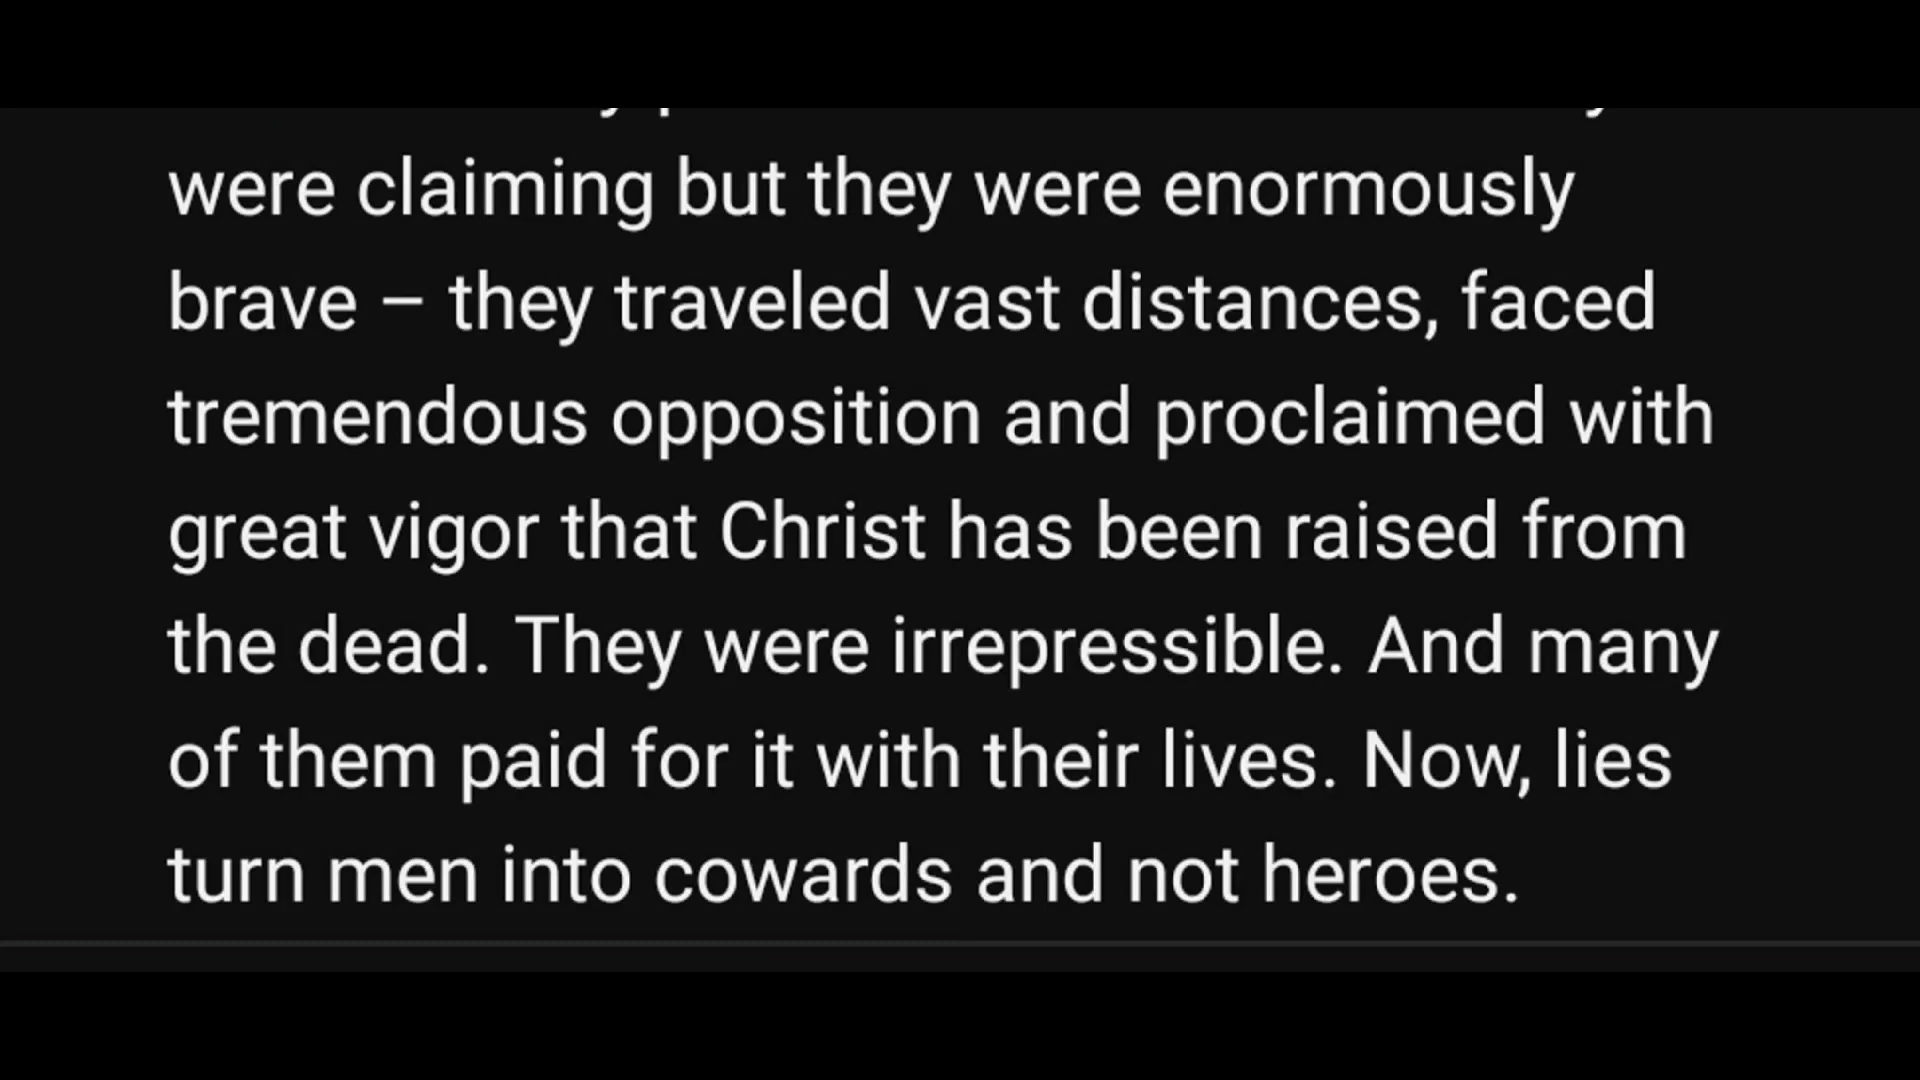 were claiming but they were enormously
brave – they traveled vast distances, faced
tremendous opposition and proclaimed with
great vigor that Christ has been raised from
the dead. They were irrepressible. And many
of them paid for it with their lives. Now, lies
turn men into cowards and not heroes.